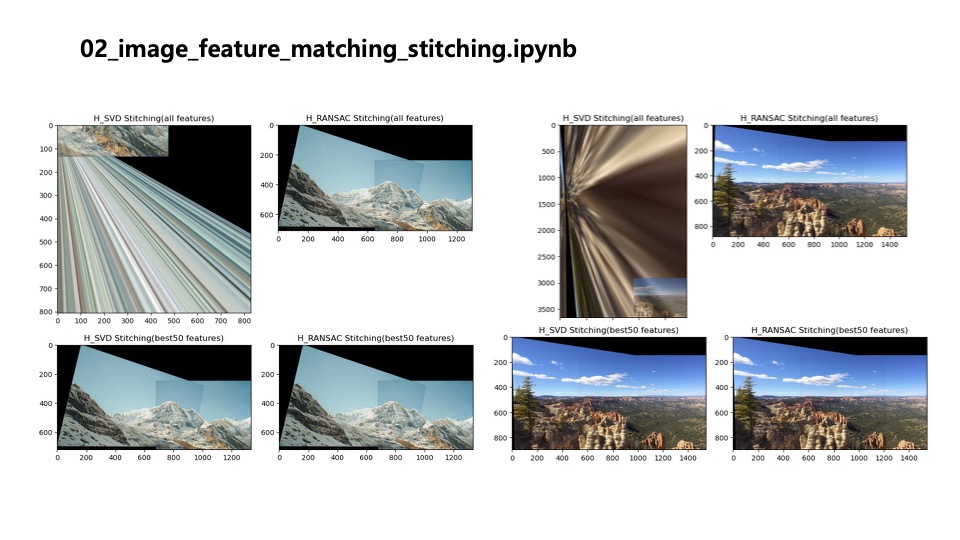 02_image_feature_matching_stitching.ipynb
H_SVD Stitching(all features)
0
100
200
300
400
500
600
700
800
0 100 200 300 400 500 600 700 800
H_RANSAC Stitching(all features)
0
200
400
600
0 200 400 600 800 1000 1200
H_SVD Stitching(all features)
0
500
1000
1500
2000
2500
3000
3500
H_RANSAC Stitching(all features)
0
200
400
600
800
0 200 400 600 800 1000 1200 1400
H_SVD Stitching(best50 features)
0
200
400
600
0 200 400 600 800 1000 1200
H_RANSAC Stitching(best50 features)
0
200
400
600
0 200 400 600 800 1000 1200
H_SVD Stitching(best50 features)
0
200
400
600
800
0 200 400 600 800 1000 1200 1400
H_RANSAC Stitching(best50 features)
0
200
400
600
800
0 200 400 600 800 1000 1200 1400